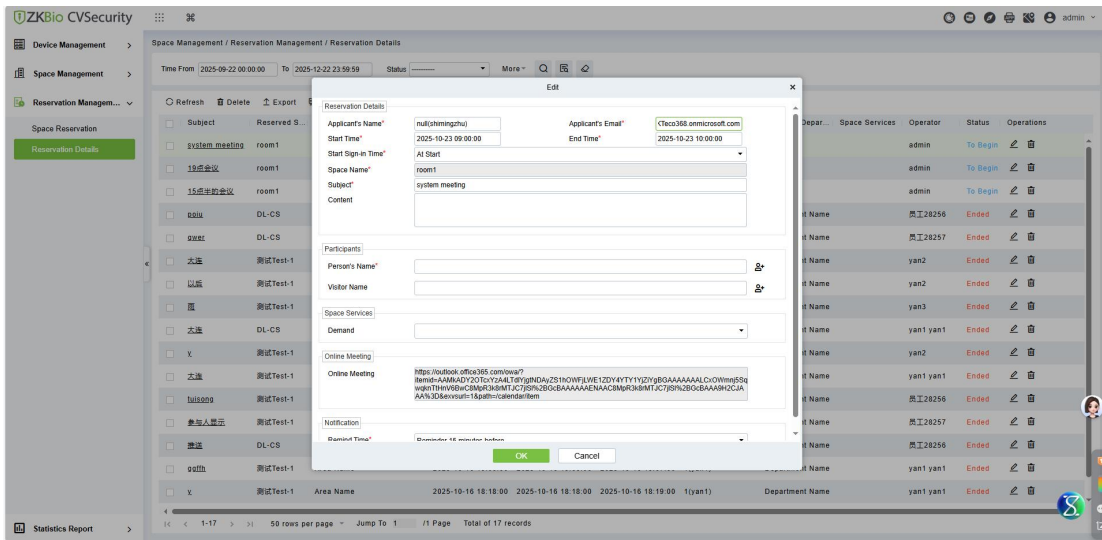 ZKBio CVSecurity
admin
Device Management
Space Management
Reservation Managem...
Space Reservation
Reservation Details
Statistics Report
Space Management / Reservation Management / Reservation Details
Time From 2025-09-22 00:00:00 To 2025-12-22 23:59:59 Status ---------- More
Refresh Delete Export
Subject Reserved S... Depar... Space Services Operator Status Operations
system meeting room1 admin To Begin
19点会议 room1 admin To Begin
15点半的会议 room1 admin To Begin
poiu DL-CS nt Name 员工28256 Ended
qwer DL-CS nt Name 员工28257 Ended
大连 测试Test-1 nt Name yan2 Ended
以后 测试Test-1 nt Name yan2 Ended
雨 测试Test-1 nt Name yan3 Ended
大连 DL-CS nt Name yan1 yan1 Ended
y 测试Test-1 nt Name yan2 Ended
大连 测试Test-1 nt Name yan1 yan1 Ended
tuisong 测试Test-1 nt Name 员工28256 Ended
参与人显示 测试Test-1 nt Name 员工28257 Ended
推送 DL-CS nt Name 员工28256 Ended
ggffh 测试Test-1 nt Name yan1 yan1 Ended
y 测试Test-1 Area Name 2025-10-16 18:18:00 2025-10-16 18:18:00 2025-10-16 18:19:00 1(yan1) Department Name yan1 yan1 Ended
1-17 50 rows per page Jump To 1 /1 Page Total of 17 records
Edit
Reservation Details
Applicant's Name* null(shimingzhu) Applicant's Email* Teco368.onmicrosoft.com
Start Time* 2025-10-23 09:00:00 End Time* 2025-10-23 10:00:00
Start Sign-in Time* At Start
Space Name* room1
Subject* system meeting
Content
Participants
Person's Name*
Visitor Name
Space Services
Demand
Online Meeting
Online Meeting
https://outlook.office365.com/owa/?
AA%3D&exvsurl=1&path=/calendar/item
Notification
Remind Time* Reminder 15 minutes before
OK Cancel